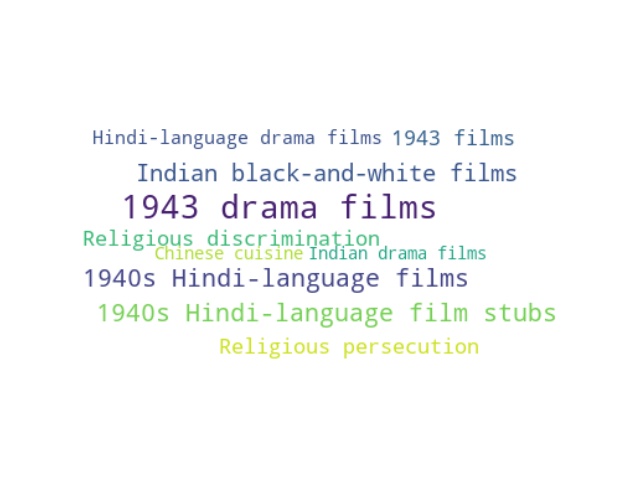 Hindi-language drama films 1943 films
Indian black-and-white films
1943 drama films
Religious discrimination
Chinese cuisine Indian drama films
1940s Hindi-language films
1940s Hindi-language film stubs
Religious persecution